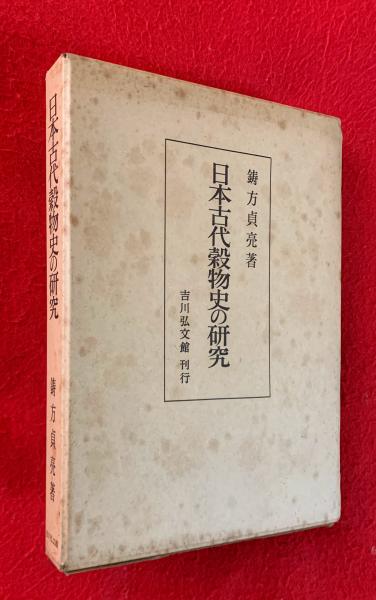 日本古代穀物史の研究
鋳方貞亮著
鋳方貞亮著
日本古代穀物史の研究
吉川弘文館 刊行